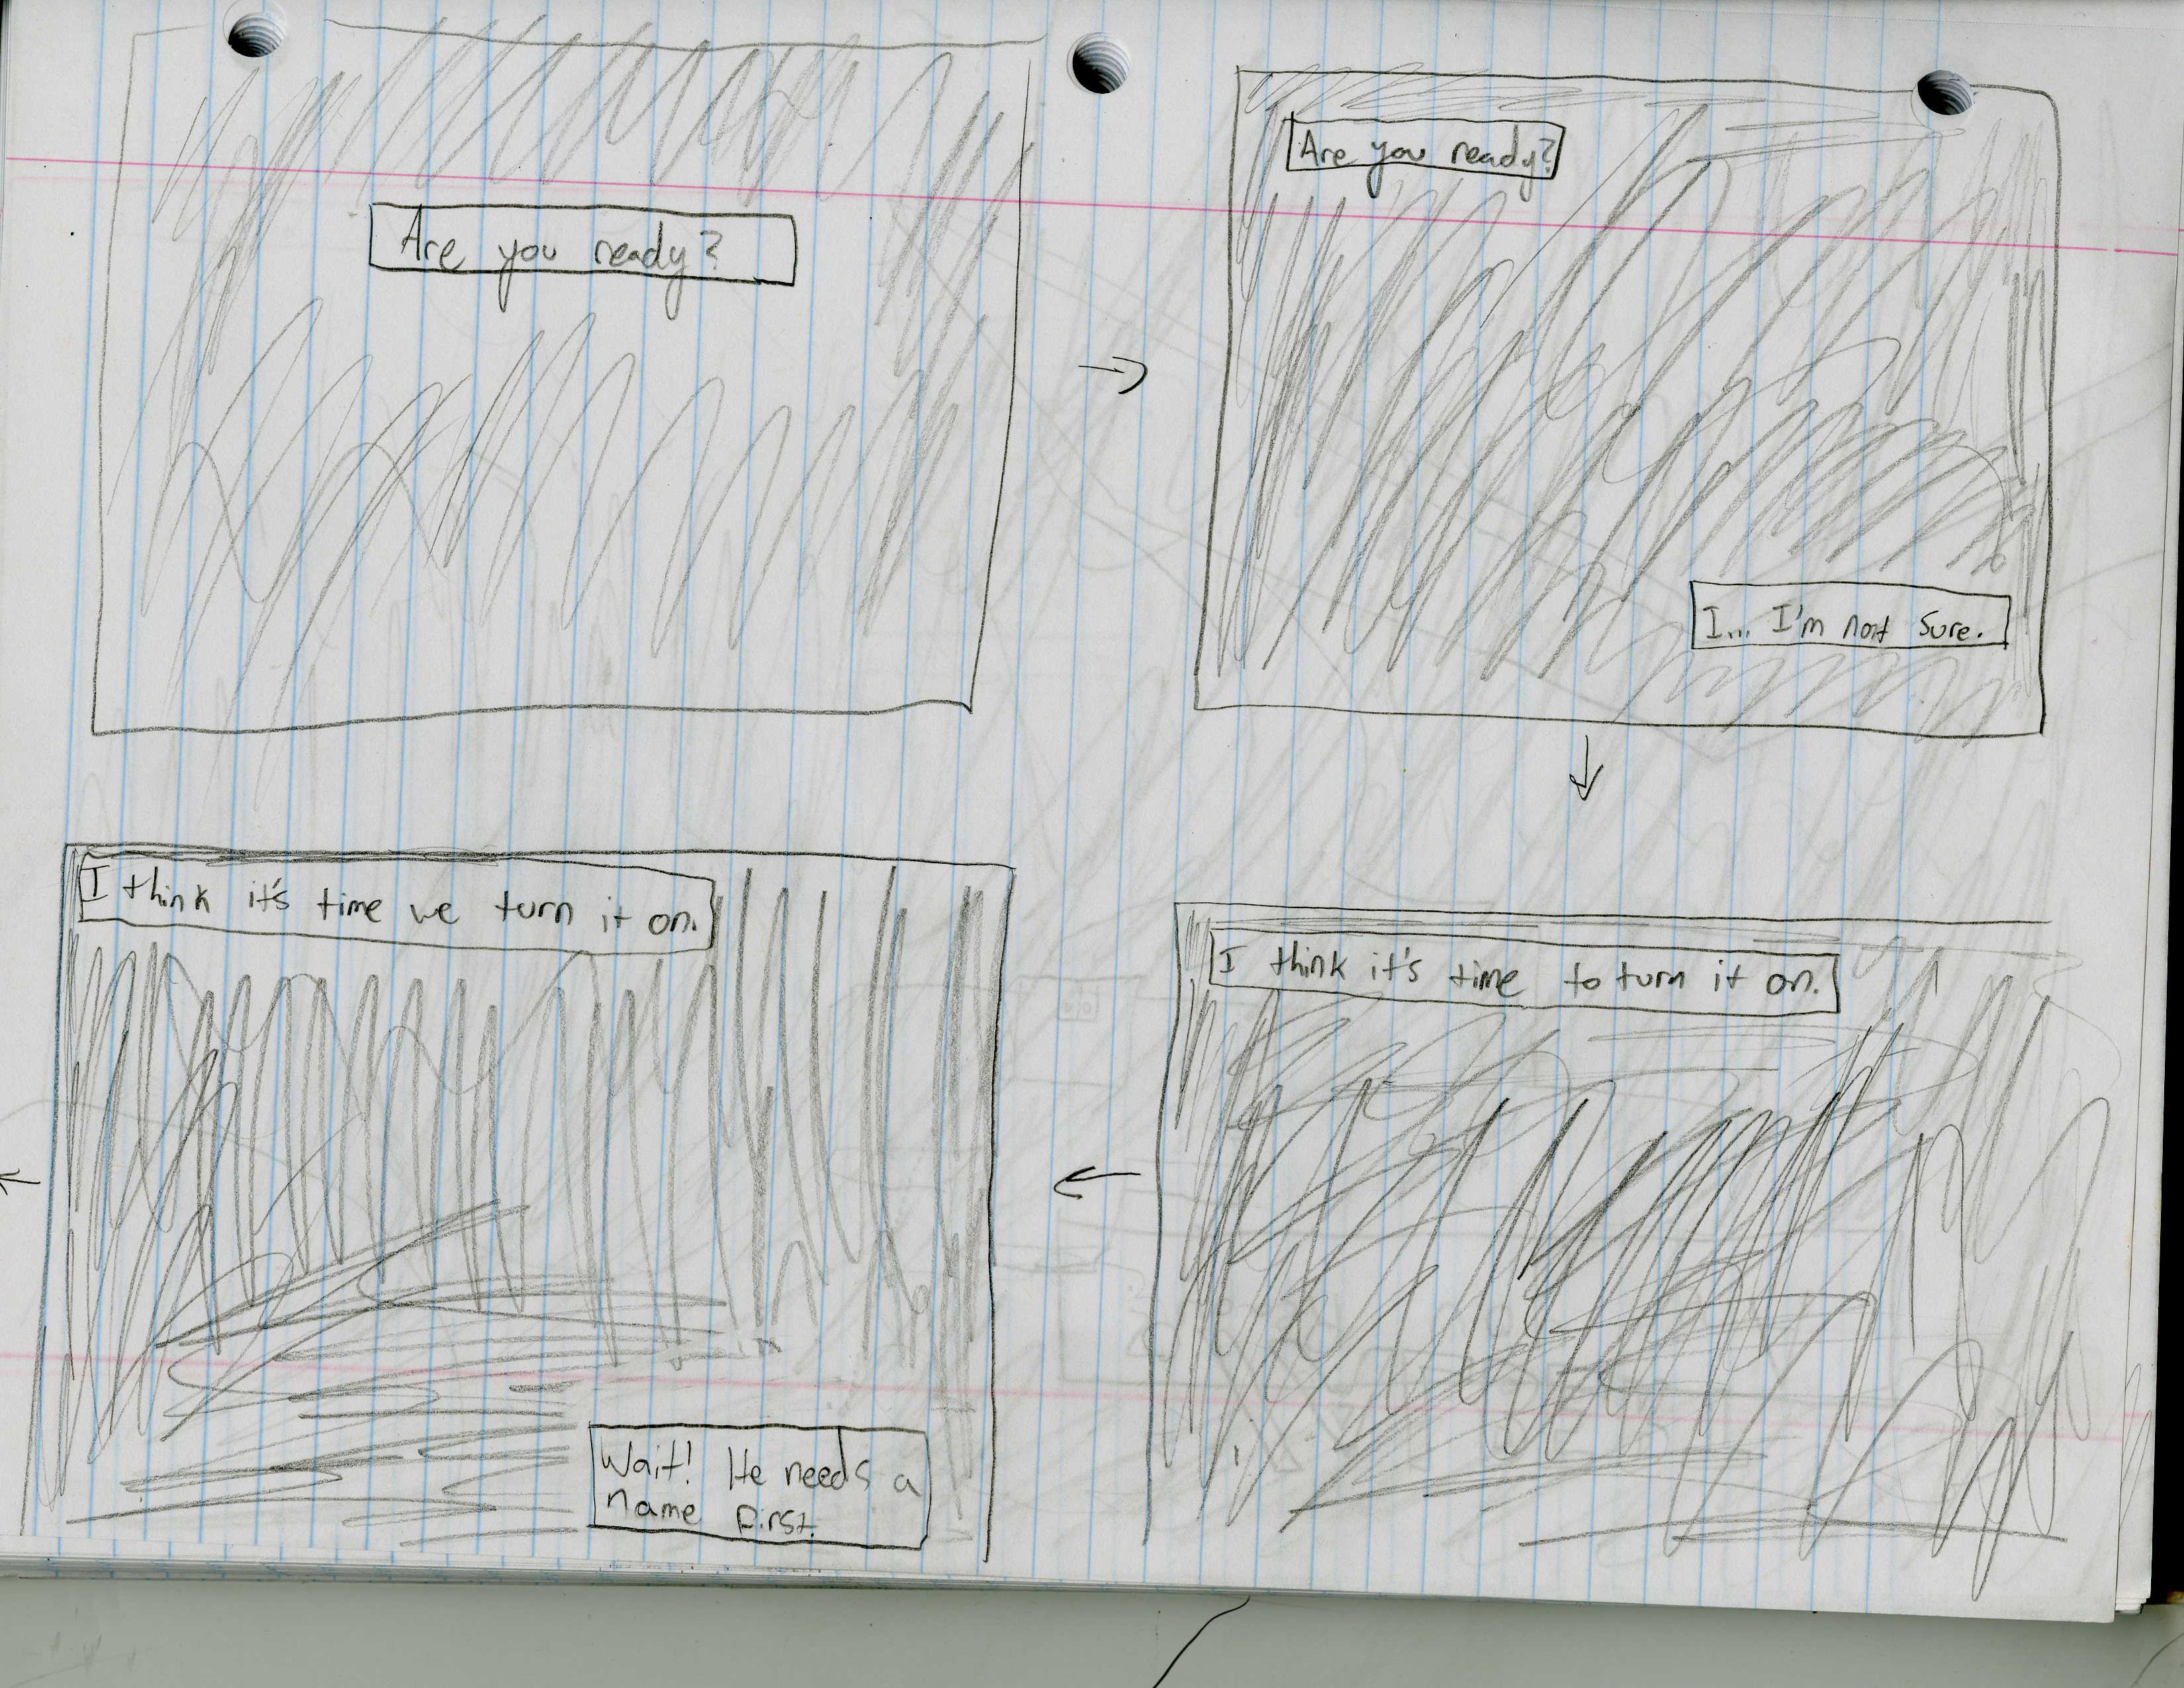 Are you ready?
Are you ready?
I... I'm not sure.
I think it's time to turn it on.
I think it's time we turn it on.
Wait! He needs a
name first.